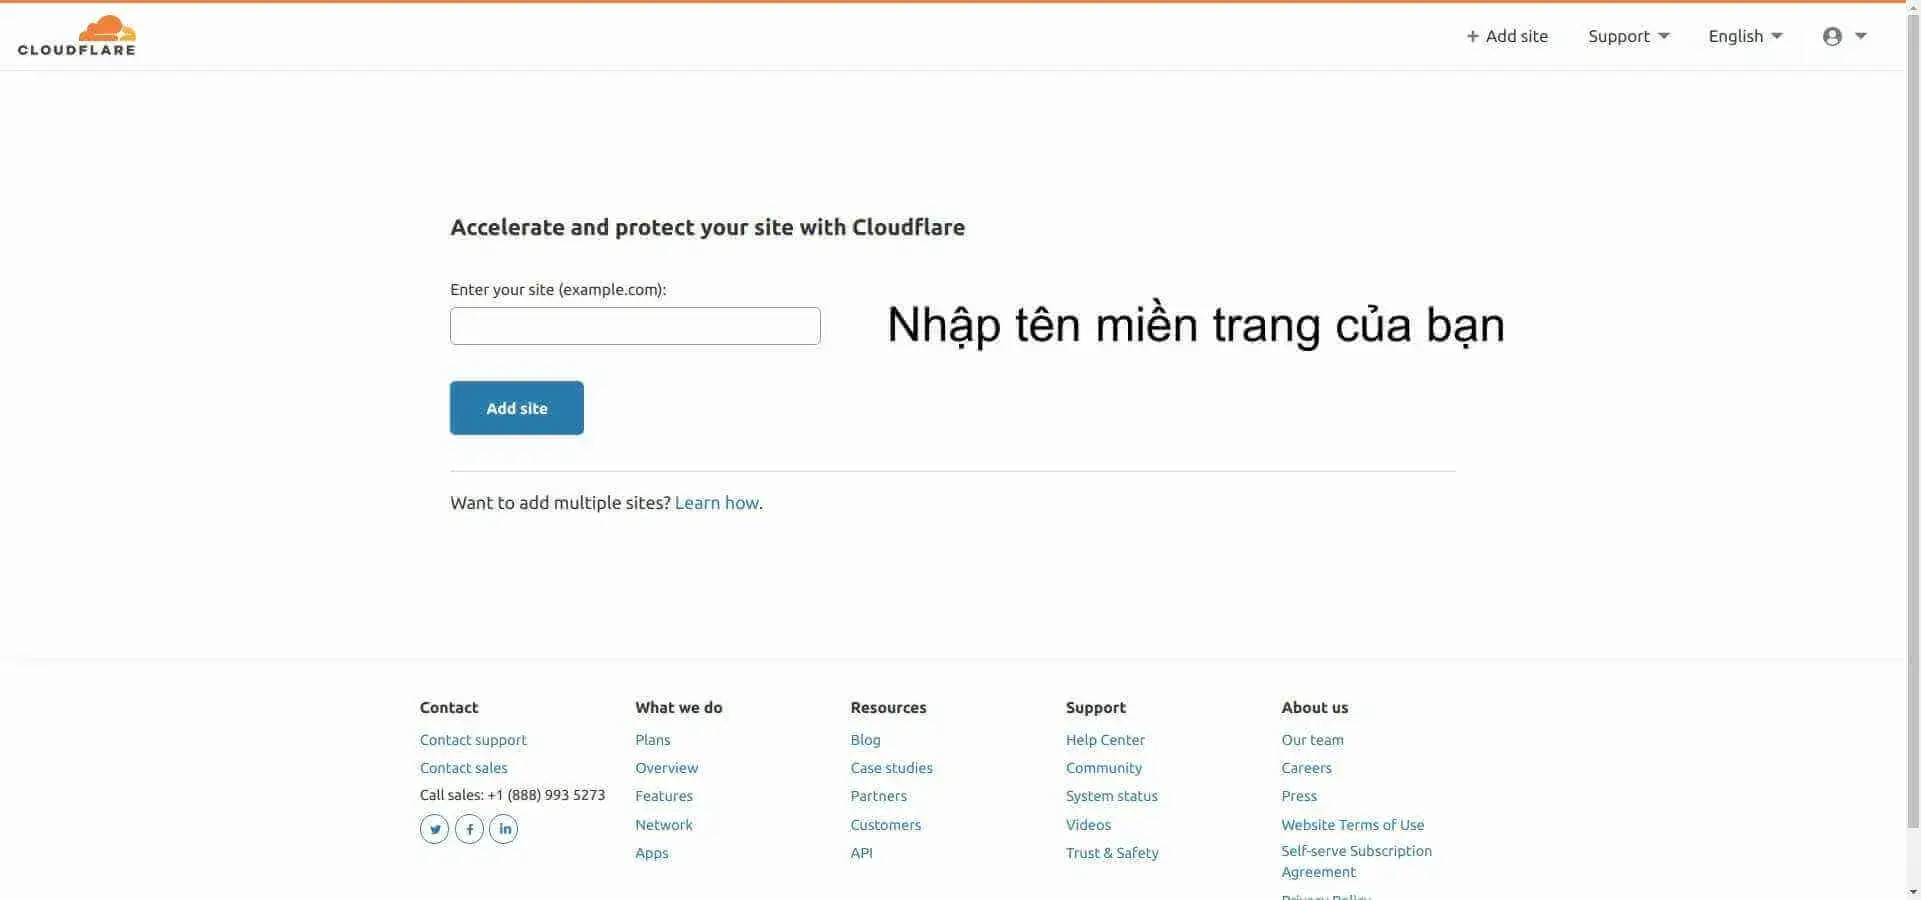 CLOUDFLARE
+ Add site Support English
Accelerate and protect your site with Cloudflare
Enter your site (example.com):
Nhập tên miền trang của bạn
Add site
Want to add multiple sites? Learn how.
Contact
Contact support
Contact sales
Call sales: +1 (888) 993 5273
What we do
Plans
Overview
Features
Network
Apps
Resources
Blog
Case studies
Partners
Customers
API
Support
Help Center
Community
System status
Videos
Trust & Safety
About us
Our team
Careers
Press
Website Terms of Use
Self-serve Subscription
Agreement
Privacy Policy